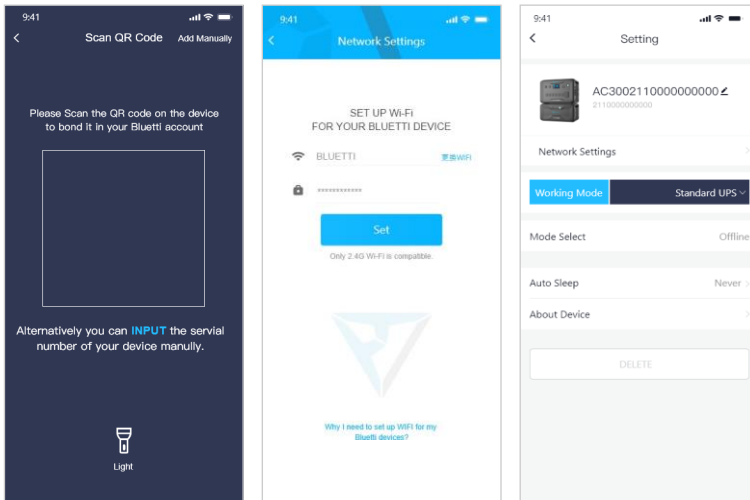 9:41
Scan QR Code
Add Manually
Please Scan the QR code on the device
to bond it in your Bluetti account
Alternatively you can INPUT the servial
number of your device manully.
Light
9:41
Network Settings
SET UP Wi-Fi
FOR YOUR BLUETTI DEVICE
BLUETTI
更换WIFI
************
Set
Only 2.4G Wi-Fi is compatible.
Why I need to set up WIFI for my
Bluetti devices?
9:41
Setting
AC3002110000000000
2110000000000
Network Settings
Working Mode
Standard UPS
Mode Select
Offline
Auto Sleep
Never
About Device
DELETE